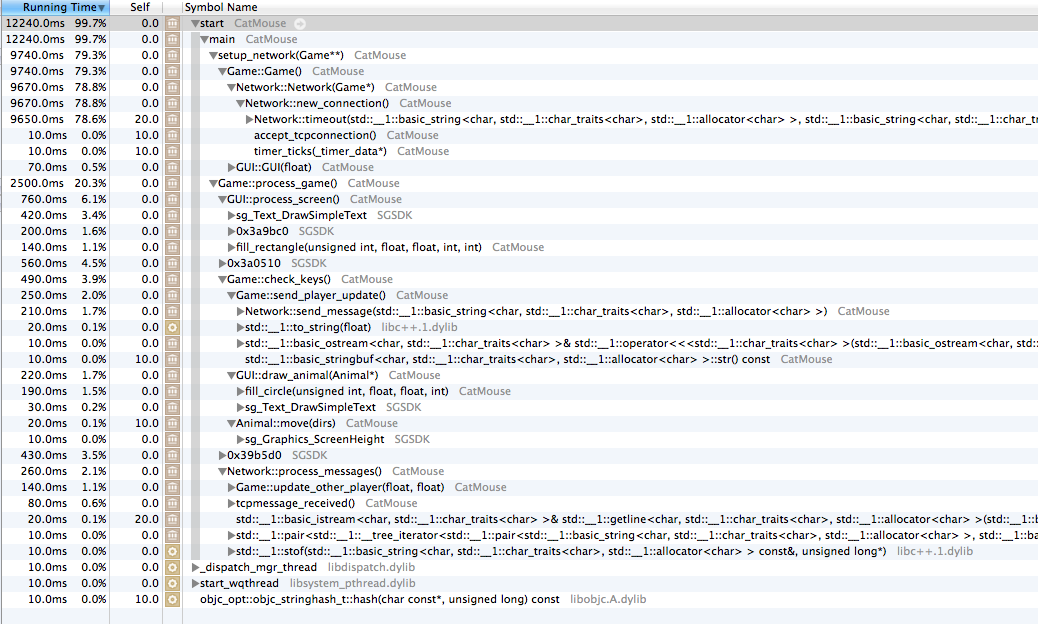 Running Time Self Symbol Name
12240.0ms 99.7% 0.0 start CatMouse
12240.0ms 99.7% 0.0 main CatMouse
9740.0ms 79.3% 0.0 setup_network(Game**) CatMouse
9740.0ms 79.3% 0.0 Game::Game() CatMouse
9670.0ms 78.8% 0.0 Network::Network(Game*) CatMouse
9670.0ms 78.8% 0.0 Network::new_connection() CatMouse
9650.0ms 78.6% 20.0 Network::timeout(std::__1::basic_string<char, std::__1::char_traits<char>, std::__1::allocator<char> >, std::__1::basic_string<char, std::__1::char_tr
10.0ms 0.0% 10.0 accept_tcpconnection() CatMouse
10.0ms 0.0% 10.0 timer_ticks(_timer_data*) CatMouse
70.0ms 0.5% 0.0 GUI::GUI(float) CatMouse
2500.0ms 20.3% 0.0 Game::process_game() CatMouse
760.0ms 6.1% 0.0 GUI::process_screen() CatMouse
420.0ms 3.4% 0.0 sg_Text_DrawSimpleText SGSDK
200.0ms 1.6% 0.0 0x3a9bc0 SGSDK
140.0ms 1.1% 0.0 fill_rectangle(unsigned int, float, float, int, int) CatMouse
560.0ms 4.5% 0.0 0x3a0510 SGSDK
490.0ms 3.9% 0.0 Game::check_keys() CatMouse
250.0ms 2.0% 0.0 Game::send_player_update() CatMouse
210.0ms 1.7% 0.0 Network::send_message(std::__1::basic_string<char, std::__1::char_traits<char>, std::__1::allocator<char> >) CatMouse
20.0ms 0.1% 0.0 std::__1::to_string(float) libc++.1.dylib
10.0ms 0.0% 0.0 std::__1::basic_ostream<char, std::__1::char_traits<char> >& std::__1::operator<<<std::__1::char_traits<char> >(std::__1::basic_ostream<char, std:
10.0ms 0.0% 10.0 std::__1::basic_stringbuf<char, std::__1::char_traits<char>, std::__1::allocator<char> >::str() const CatMouse
220.0ms 1.7% 0.0 GUI::draw_animal(Animal*) CatMouse
190.0ms 1.5% 0.0 fill_circle(unsigned int, float, float, int) CatMouse
30.0ms 0.2% 0.0 sg_Text_DrawSimpleText SGSDK
20.0ms 0.1% 10.0 Animal::move(dirs) CatMouse
10.0ms 0.0% 0.0 sg_Graphics_ScreenHeight SGSDK
430.0ms 3.5% 0.0 0x39b5d0 SGSDK
260.0ms 2.1% 0.0 Network::process_messages() CatMouse
140.0ms 1.1% 0.0 Game::update_other_player(float, float) CatMouse
80.0ms 0.6% 0.0 tcpmessage_received() CatMouse
20.0ms 0.1% 20.0 std::__1::basic_istream<char, std::__1::char_traits<char> >& std::__1::getline<char, std::__1::char_traits<char>, std::__1::allocator<char> >(std::__1::b
10.0ms 0.0% 0.0 std::__1::pair<std::__1::__tree_iterator<std::__1::pair<std::__1::basic_string<char, std::__1::char_traits<char>, std::__1::allocator<char> >, std::__1::ba
10.0ms 0.0% 0.0 std::__1::stof(std::__1::basic_string<char, std::__1::char_traits<char>, std::__1::allocator<char> > const&, unsigned long*) libc++.1.dylib
10.0ms 0.0% 0.0 _dispatch_mgr_thread libdispatch.dylib
10.0ms 0.0% 0.0 start_wqthread libsystem_pthread.dylib
10.0ms 0.0% 10.0 objc_opt::objc_stringhash_t::hash(char const*, unsigned long) const libobjc.A.dylib